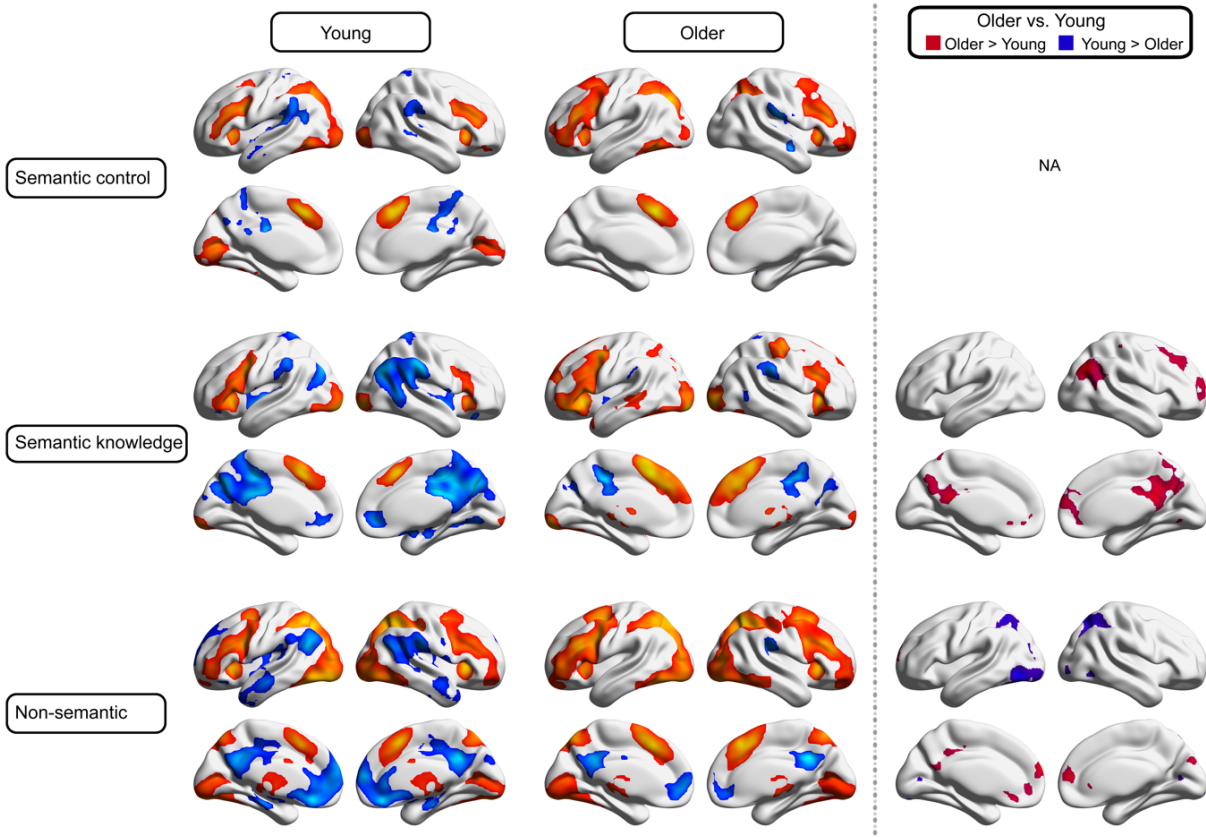 Young
Older
Older vs. Young
Older > Young Young > Older
Semantic control
NA
Semantic knowledge
Non-semantic